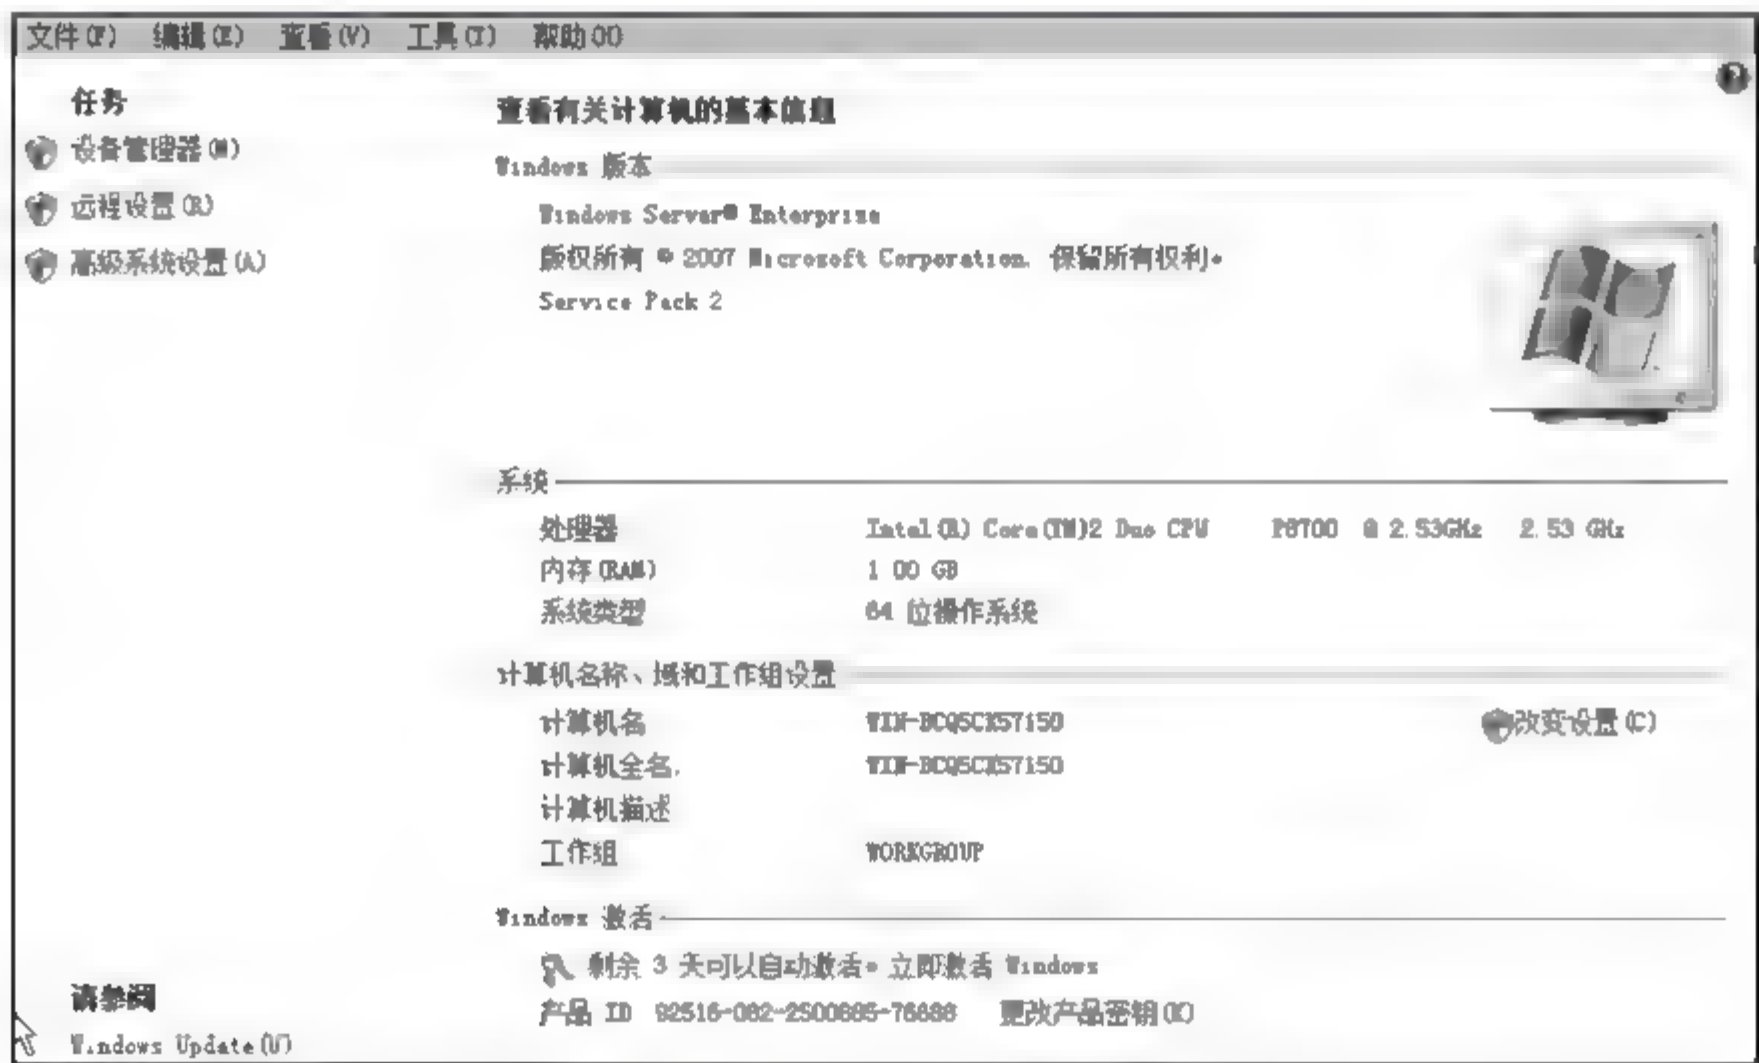 文件(F) 编辑(E) 查看(V) 工具(T) 帮助(H)
任务
设备管理器(M)
远程设置(R)
高级系统设置(A)
请参阅
Windows Update(U)
查看有关计算机的基本信息
Windows 版本
Windows Server® Enterprise
版权所有 © 2007 Microsoft Corporation. 保留所有权利。
Service Pack 2
系统
处理器 Intel(R) Core(TM)2 Duo CPU P8700 @ 2.53GHz 2.53 GHz
内存(RAM) 1.00 GB
系统类型 64 位操作系统
计算机名称、域和工作组设置
计算机名 改变设置(C)
计算机全名:
计算机描述
工作组 WORKGROUP
Windows 激活
剩余 3 天可以自动激活。立即激活 Windows
产品 ID 更改产品密钥(K)